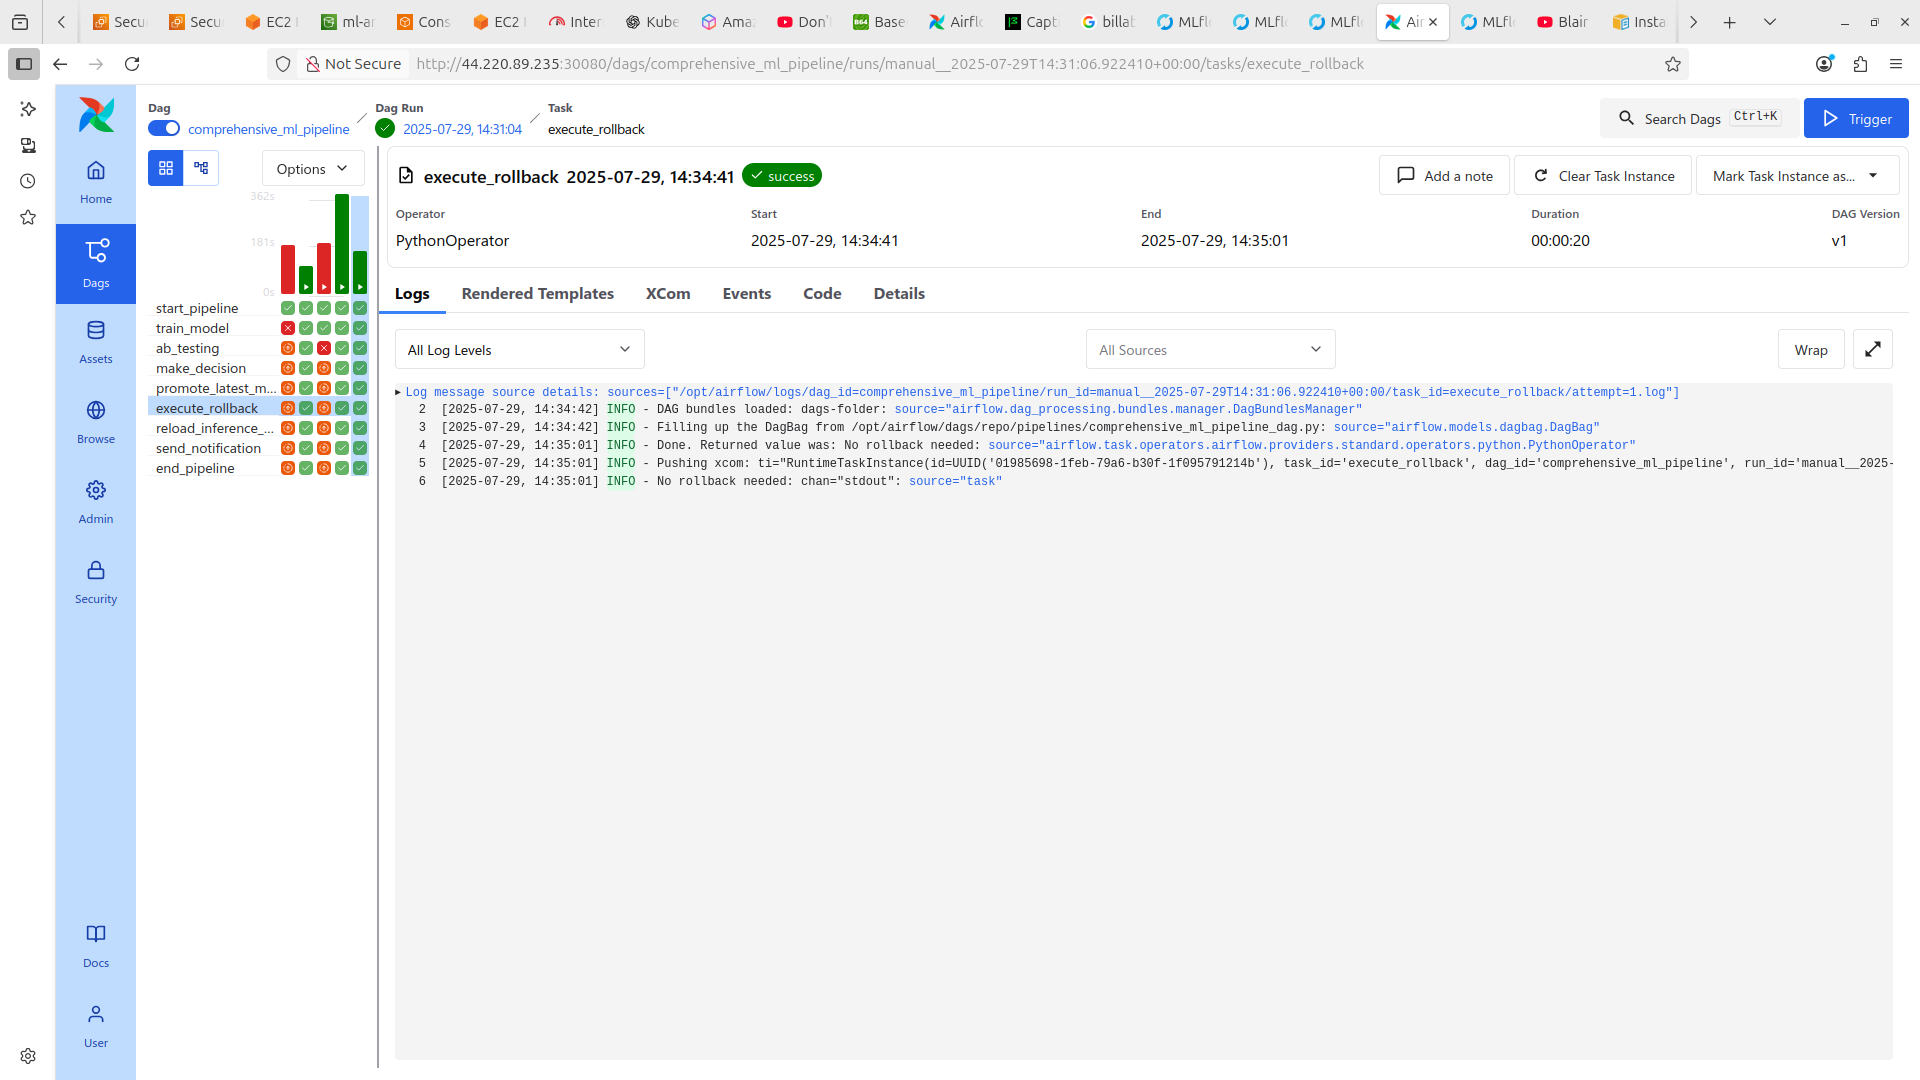 Secu
Secu
EC2
ml-ar
Cons
EC2
Inter
Kube
Amaz
Don't
B64
Base
Airflo
Capti
billab
MLflo
MLflo
MLflo
Air
MLflo
Blair
Insta
Not Secure
http://44.220.89.235:30080/dags/comprehensive_ml_pipeline/runs/manual__2025-07-29T14:31:06.922410+00:00/tasks/execute_rollback
Home
Dags
Assets
Browse
Admin
Security
Docs
User
Dag
comprehensive_ml_pipeline
Dag Run
2025-07-29, 14:31:04
Task
execute_rollback
Search Dags
Ctrl+K
Trigger
Options
362s
181s
0s
start_pipeline
train_model
ab_testing
make_decision
promote_latest_m...
execute_rollback
reload_inference_...
send_notification
end_pipeline
execute_rollback 2025-07-29, 14:34:41
success
Add a note
Clear Task Instance
Mark Task Instance as...
Operator
PythonOperator
Start
2025-07-29, 14:34:41
End
2025-07-29, 14:35:01
Duration
00:00:20
DAG Version
v1
Logs
Rendered Templates
XCom
Events
Code
Details
All Log Levels
All Sources
Wrap
Log message source details: sources=["/opt/airflow/logs/dag_id=comprehensive_ml_pipeline/run_id=manual__2025-07-29T14:31:06.922410+00:00/task_id=execute_rollback/attempt=1.log"]
2 [2025-07-29, 14:34:42] INFO - DAG bundles loaded: dags-folder: source="airflow.dag_processing.bundles.manager.DagBundlesManager"
3 [2025-07-29, 14:34:42] INFO - Filling up the DagBag from /opt/airflow/dags/repo/pipelines/comprehensive_ml_pipeline_dag.py: source="airflow.models.dagbag.DagBag"
4 [2025-07-29, 14:35:01] INFO - Done. Returned value was: No rollback needed: source="airflow.task.operators.airflow.providers.standard.operators.python.PythonOperator"
5 [2025-07-29, 14:35:01] INFO - Pushing xcom: ti="RuntimeTaskInstance(id=UUID('01985698-1feb-79a6-b30f-1f095791214b'), task_id='execute_rollback', dag_id='comprehensive_ml_pipeline', run_id='manual__2025-
6 [2025-07-29, 14:35:01] INFO - No rollback needed: chan="stdout": source="task"